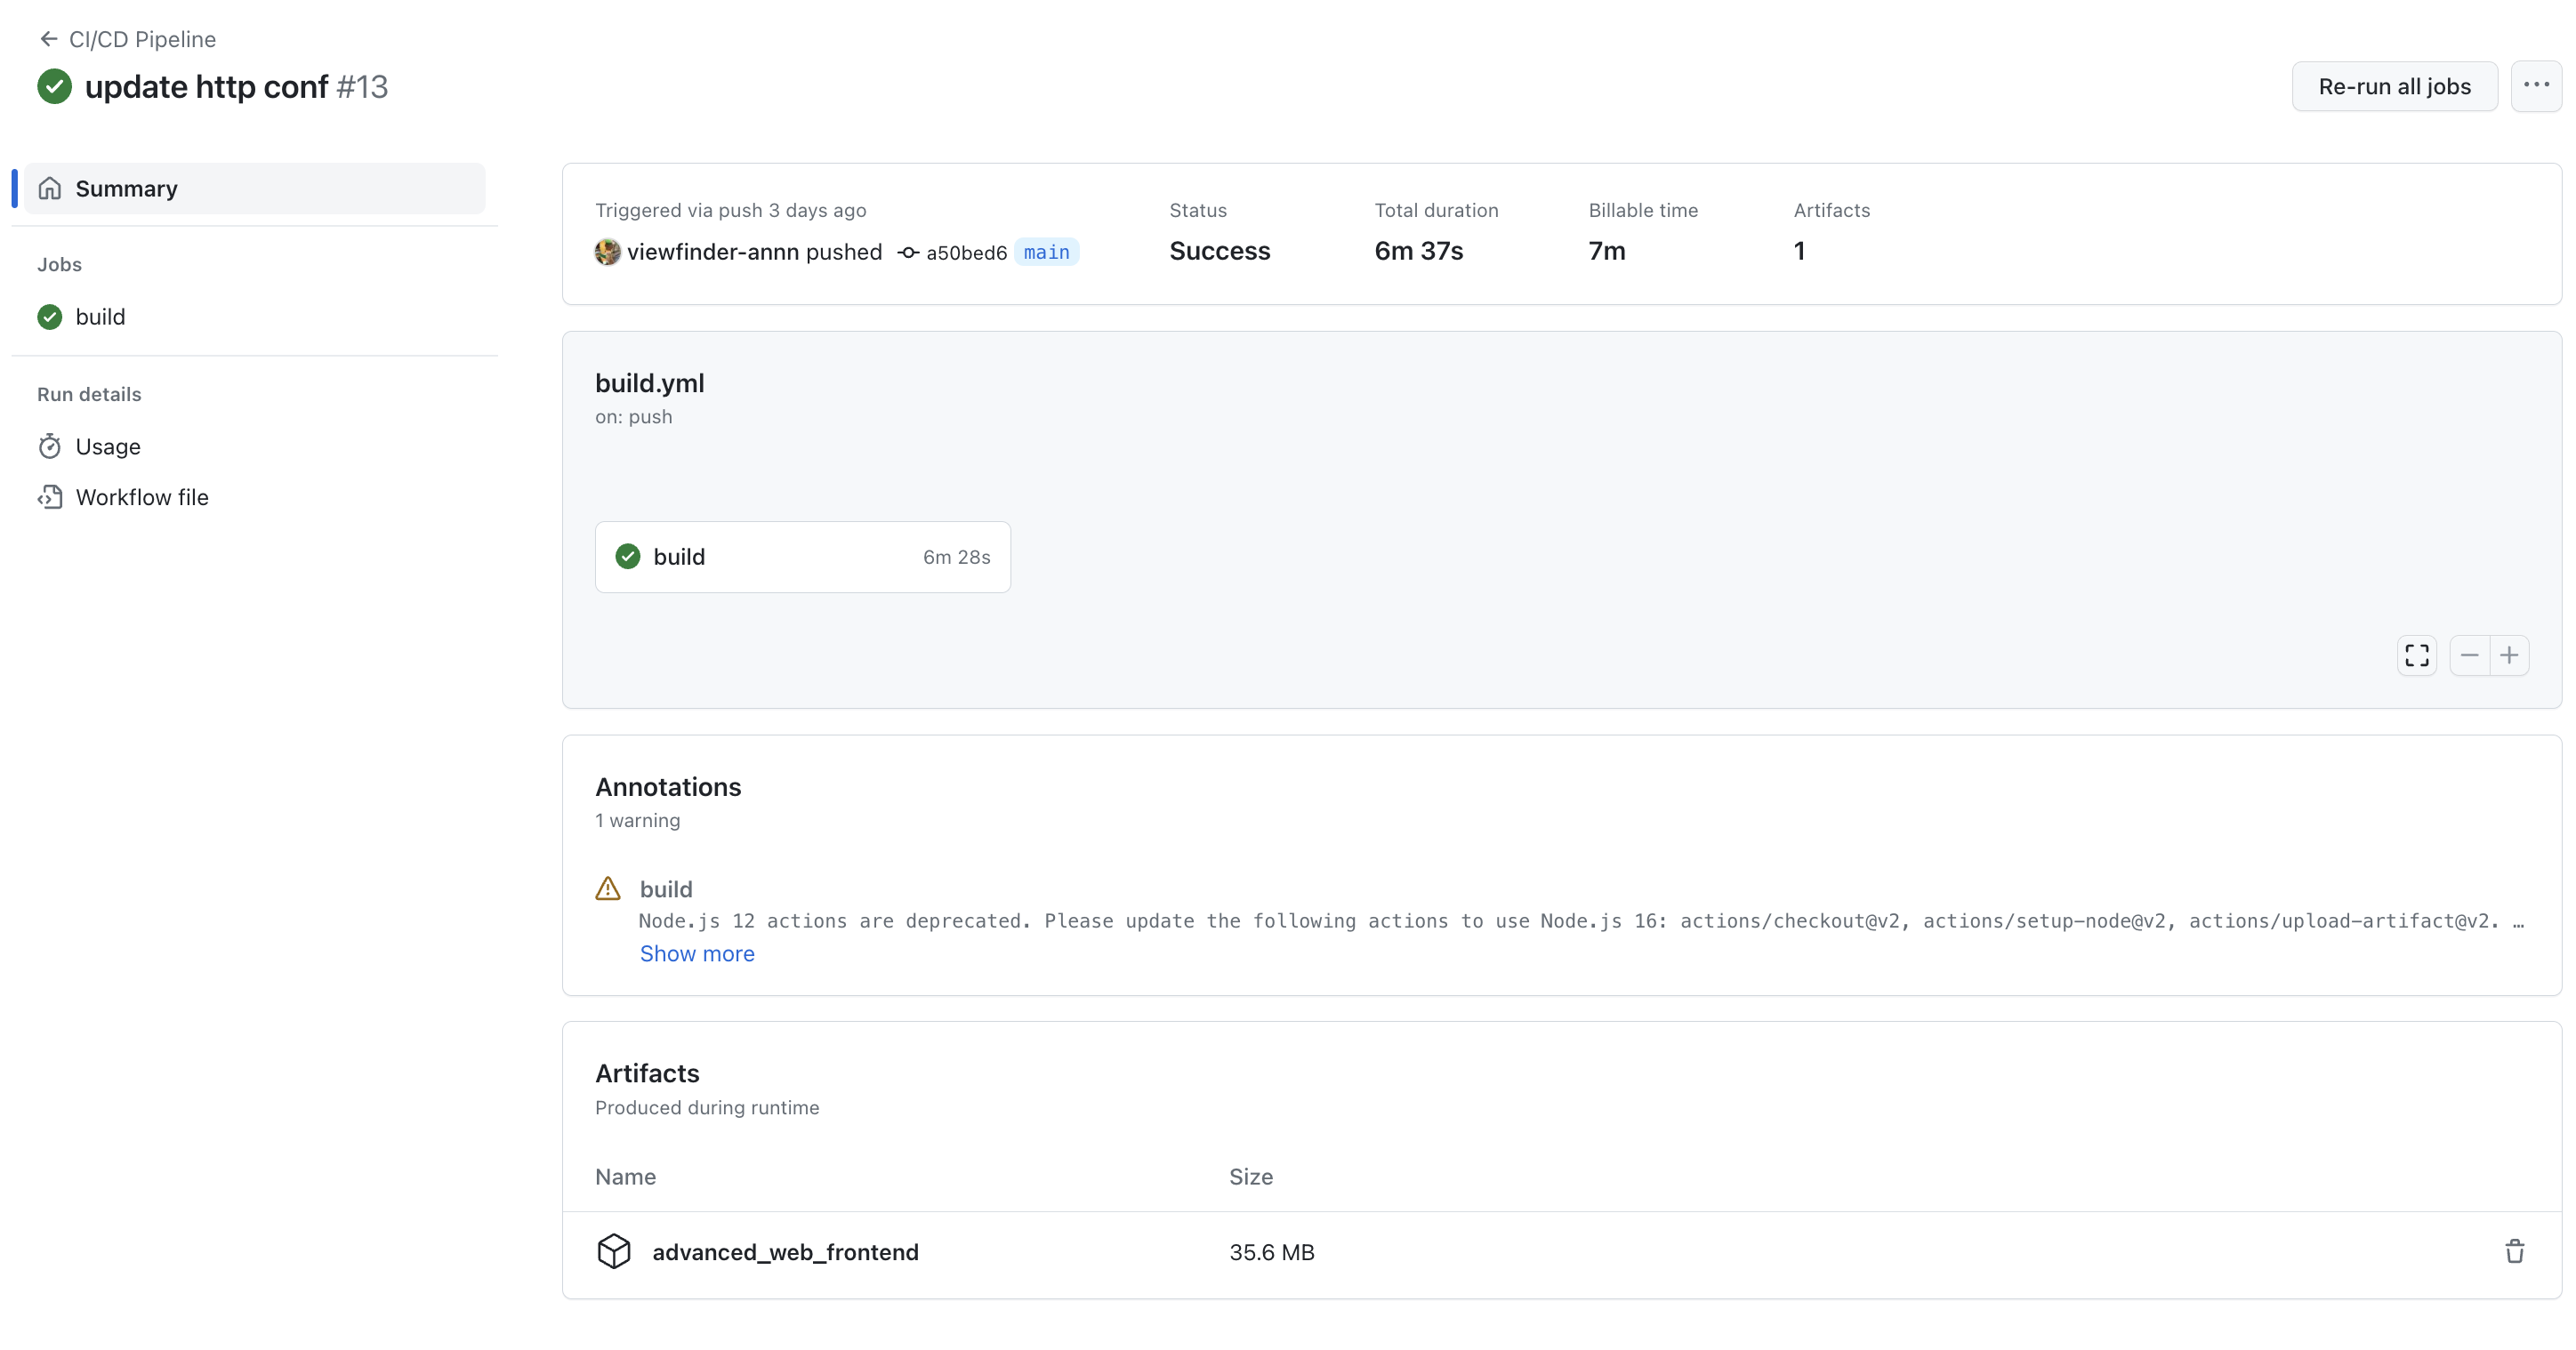 CI/CD Pipeline
update http conf #13
Re-run all jobs
Summary
Jobs
build
Run details
Usage
Workflow file
Triggered via push 3 days ago
viewfinder-annn pushed a50bed6 main
Status
Success
Total duration
6m 37s
Billable time
7m
Artifacts
1
build.yml
on: push
build 6m 28s
Annotations
1 warning
build
Node.js 12 actions are deprecated. Please update the following actions to use Node.js 16: actions/checkout@v2, actions/setup-node@v2, actions/upload-artifact@v2. …
Show more
Artifacts
Produced during runtime
Name Size
advanced_web_frontend 35.6 MB